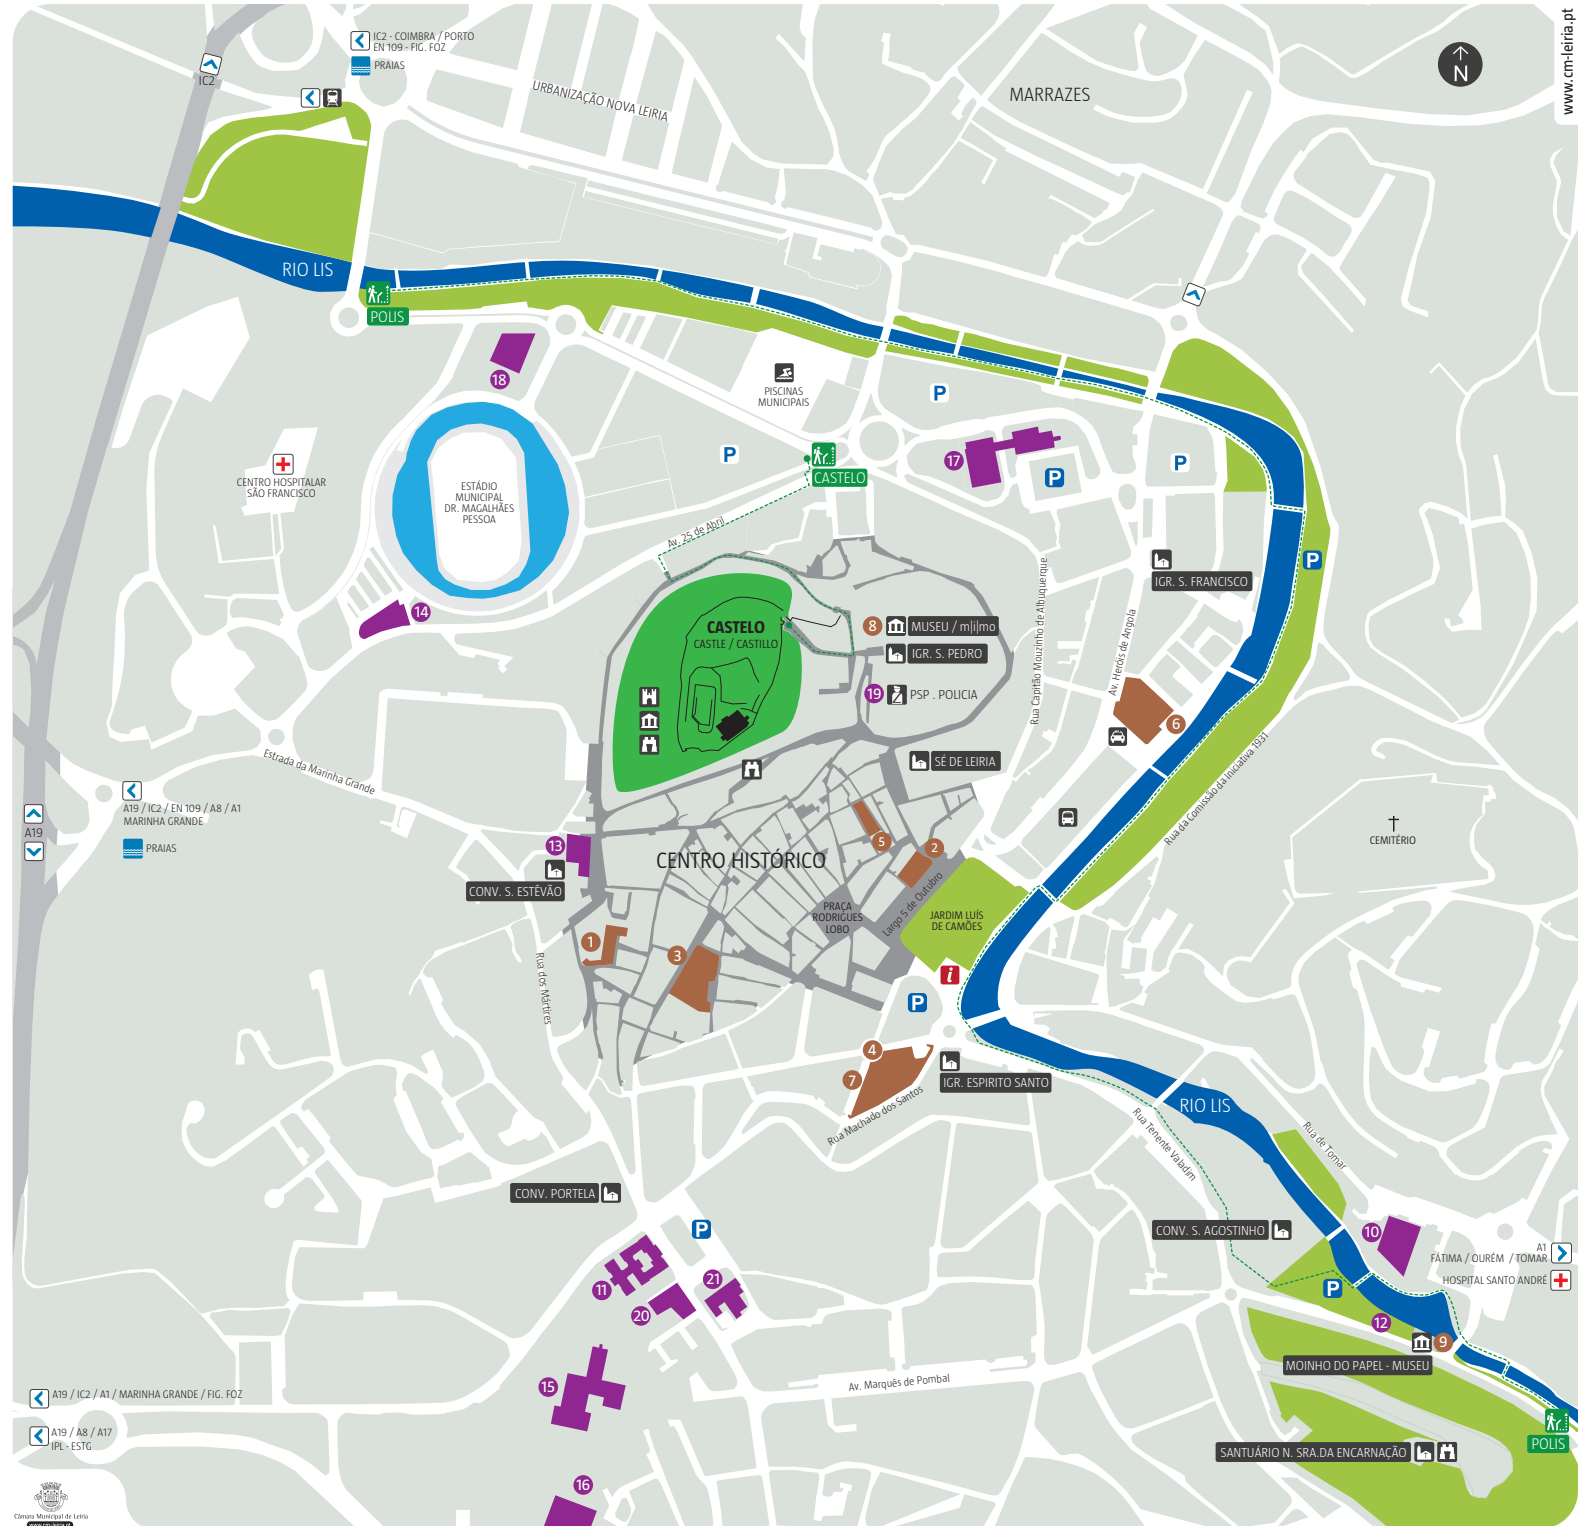 www.cm-leiria.pt
IC2 - COIMBRA / PORTO
EN 109 - FIG. FOZ
PRAIAS
IC2
URBANIZAÇÃO NOVA LEIRIA
MARRAZES
N
RIO LIS
POLIS
18
PISCINAS
MUNICIPAIS
P
P
P
P
17
CASTELO
CENTRO HOSPITALAR
SÃO FRANCISCO
ESTÁDIO
MUNICIPAL
DR. MAGALHÃES
PESSOA
Av. 25 de Abril
IGR. S. FRANCISCO
P
14
CASTELO
CASTLE / CASTILLO
8
MUSEU / m|i|mo
IGR. S. PEDRO
19
PSP . POLICIA
Rua Capitão Mouzinho de Albuquerque
Av. Heróis de Angola
6
Estrada da Marinha Grande
SÉ DE LEIRIA
Rua da Comissão da Iniciativa 1931
A19 / IC2 / EN 109 / A8 / A1
MARINHA GRANDE
PRAIAS
A19
CEMITÉRIO
13
CONV. S. ESTÊVÃO
CENTRO HISTÓRICO
5
2
PRAÇA
RODRIGUES
LOBO
Largo 5 de Outubro
JARDIM LUÍS
DE CAMÕES
1
3
i
P
Rua dos Mártires
4
7
IGR. ESPIRITO SANTO
Rua Machado dos Santos
RIO LIS
Rua Tenente Valadim
Rua de Tomar
CONV. PORTELA
P
CONV. S. AGOSTINHO
10
A1
FÁTIMA / OURÉM / TOMAR
HOSPITAL SANTO ANDRÉ
11
20
21
P
12
9
MOINHO DO PAPEL - MUSEU
15
Av. Marquês de Pombal
A19 / IC2 / A1 / MARINHA GRANDE / FIG. FOZ
A19 / A8 / A17
IPL - ESTG
POLIS
SANTUÁRIO N. SRA.DA ENCARNAÇÃO
16
Câmara Municipal de Leiria
www.cm-leiria.pt